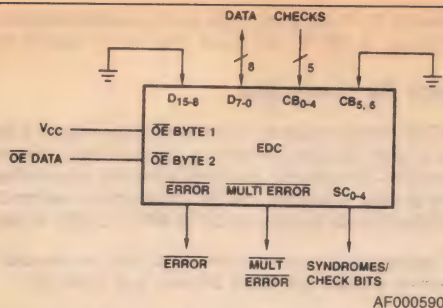 DATA CHECKS
8 5
D15-8 D7-0 CB0-4 CB5, 6
VCC OE BYTE 1
EDC
OE DATA OE BYTE 2
ERROR MULTI ERROR SC0-4
ERROR MULT SYNDROMES/
ERROR CHECK BITS
AF000590